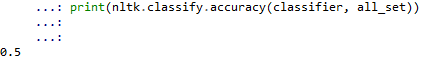 ...: print(nltk.classify.accuracy(classifier, all_set))
...:
...:
0.5